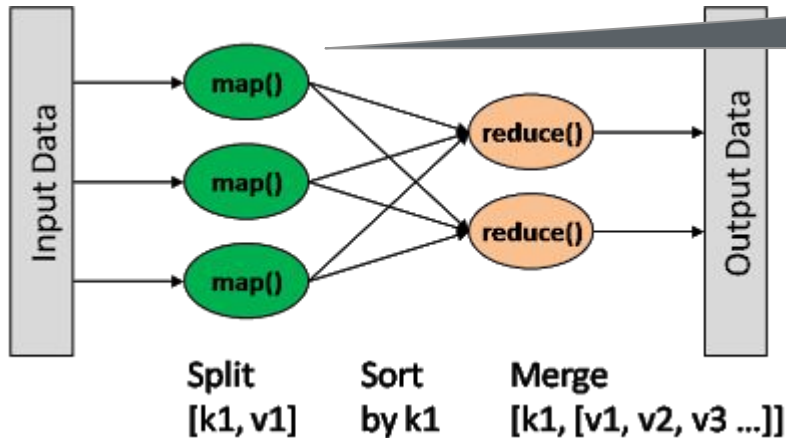 Input Data
map()
map()
map()
reduce()
reduce()
Output Data
Split
[k1, v1]
Sort
by k1
Merge
[k1, [v1, v2, v3 ...]]